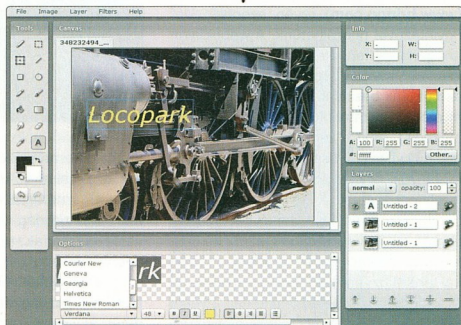 File Image Layer Filters Help
Tools
Canvas
Info
348232494_...
X: - W:
Y: - H:
Color
Locopark
A: 100 R: 255 G: 255 B: 255
#: ffffff Other...
Layers
normal opacity: 100
A Untitled - 2
Untitled - 1
Untitled - 1
Options
rk
Courier New
Geneva
Georgia
Helvetica
Times New Roman
Verdana 48 B I U